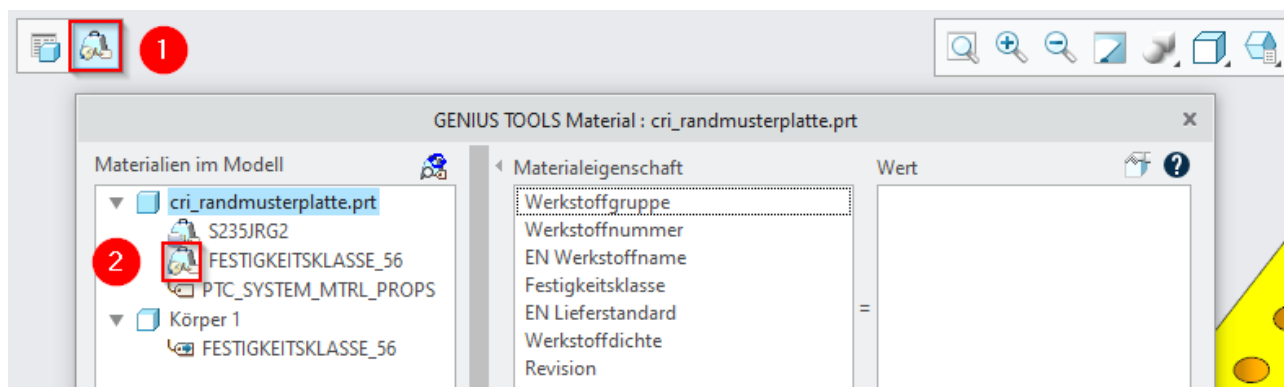 1
GENIUS TOOLS Material : cri_randmusterplatte.prt
Materialien im Modell
Materialeigenschaft
Wert
cri_randmusterplatte.prt
S235JRG2
2
FESTIGKEITSKLASSE_56
PTC_SYSTEM_MTRL_PROPS
Körper 1
FESTIGKEITSKLASSE_56
Werkstoffgruppe
Werkstoffnummer
EN Werkstoffname
Festigkeitsklasse
EN Lieferstandard
Werkstoffdichte
Revision
=